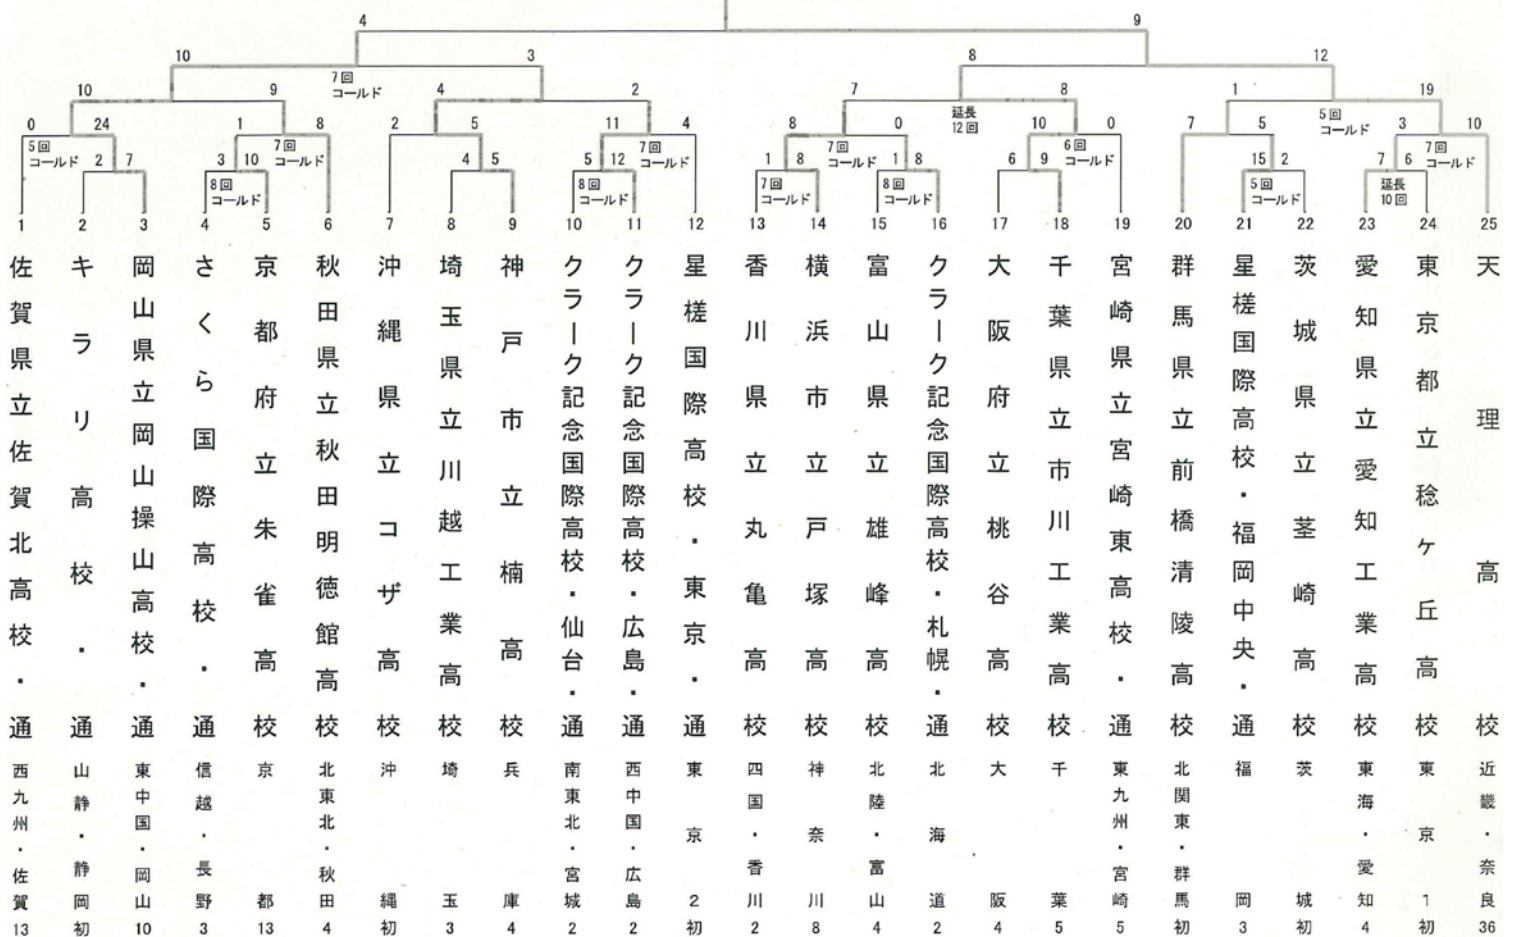 4 9
10 3 8 12
7回
コールド
10 9 4 2 7 8 1 19
延長
12回
5回
コールド
0 24 1 8 2 5 11 4 8 0 10 0 7 5 3 10
5回
コールド
7回
コールド
7回
コールド
7回
コールド
6回
コールド
7回
コールド
2 7 3 10 4 5 5 12 1 8 1 8 6 9 15 2 7 6
8回
コールド
8回
コールド
7回
コールド
8回
コールド
5回
コールド
延長
10回
1 2 3 4 5 6 7 8 9 10 11 12 13 14 15 16 17 18 19 20 21 22 23 24 25
佐賀県立佐賀北高校・通
キラリ高校・通
岡山県立岡山操山高校・通
さくら国際高校・通
京都府立朱雀高校
秋田県立秋田明徳館高校
沖縄県立コザ高校
埼玉県立川越工業高校
神戸市立楠高校
クラーク記念国際高校・仙台・通
クラーク記念国際高校・広島・通
星槎国際高校・東京・通
香川県立丸亀高校
横浜市立戸塚高校
富山県立雄峰高校
クラーク記念国際高校・札幌・通
大阪府立桃谷高校
千葉県立市川工業高校
宮崎県立宮崎東高校・通
群馬県立前橋清陵高校
星槎国際高校・福岡中央・通
茨城県立茎崎高校
愛知県立愛知工業高校
東京都立稔ヶ丘高校
天理高校
西九州・佐賀
山静・静岡
東中国・岡山
信越・長野
京都
北東北・秋田
沖縄
埼玉
兵庫
南東北・宮城
西中国・広島
東京2
四国・香川
神奈川
北陸・富山
北海道
大阪
千葉
東九州・宮崎
北関東・群馬
福岡
茨城
東海・愛知
東京1
近畿・奈良
13 初 10 3 13 4 初 3 4 2 2 初 2 8 4 2 4 5 5 初 3 初 4 初 36